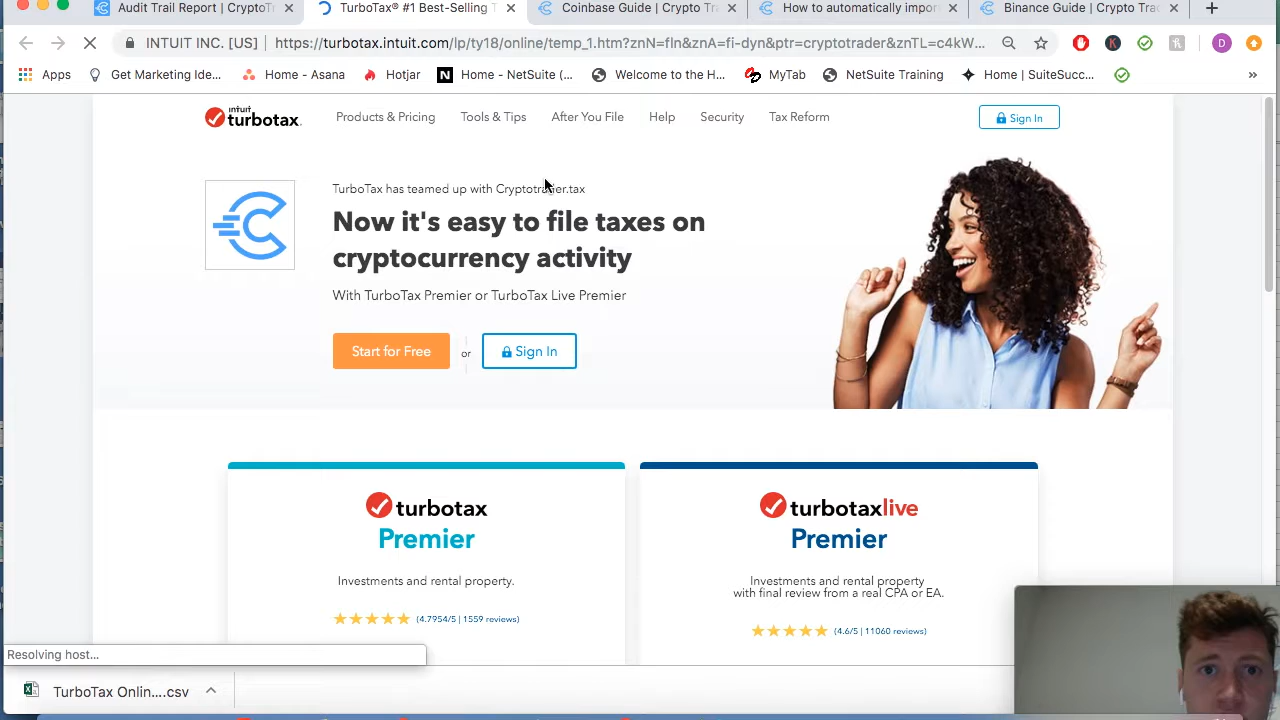 Audit Trail Report | CryptoTr
TurboTax® #1 Best-Selling T
Coinbase Guide | Crypto Tra
How to automatically impor
Binance Guide | Crypto Trac
INTUIT INC. [US]
https://turbotax.intuit.com/lp/ty18/online/temp_1.htm?znN=fln&znA=fi-dyn&ptr=cryptotrader&znTL=c4kW...
Apps
Get Marketing Ide...
Home - Asana
Hotjar
Home - NetSuite (...
Welcome to the H...
MyTab
NetSuite Training
Home | SuiteSucc...
intuit
turbotax
Products & Pricing
Tools & Tips
After You File
Help
Security
Tax Reform
Sign In
TurboTax has teamed up with Cryptotrader.tax
Now it's easy to file taxes on
cryptocurrency activity
With TurboTax Premier or TurboTax Live Premier
Start for Free
or
Sign In
turbotax
Premier
Investments and rental property.
(4.7954/5 | 1559 reviews)
turbotaxlive
Premier
Investments and rental property
with final review from a real CPA or EA.
(4.6/5 | 11060 reviews)
Resolving host...
TurboTax Onlin....csv